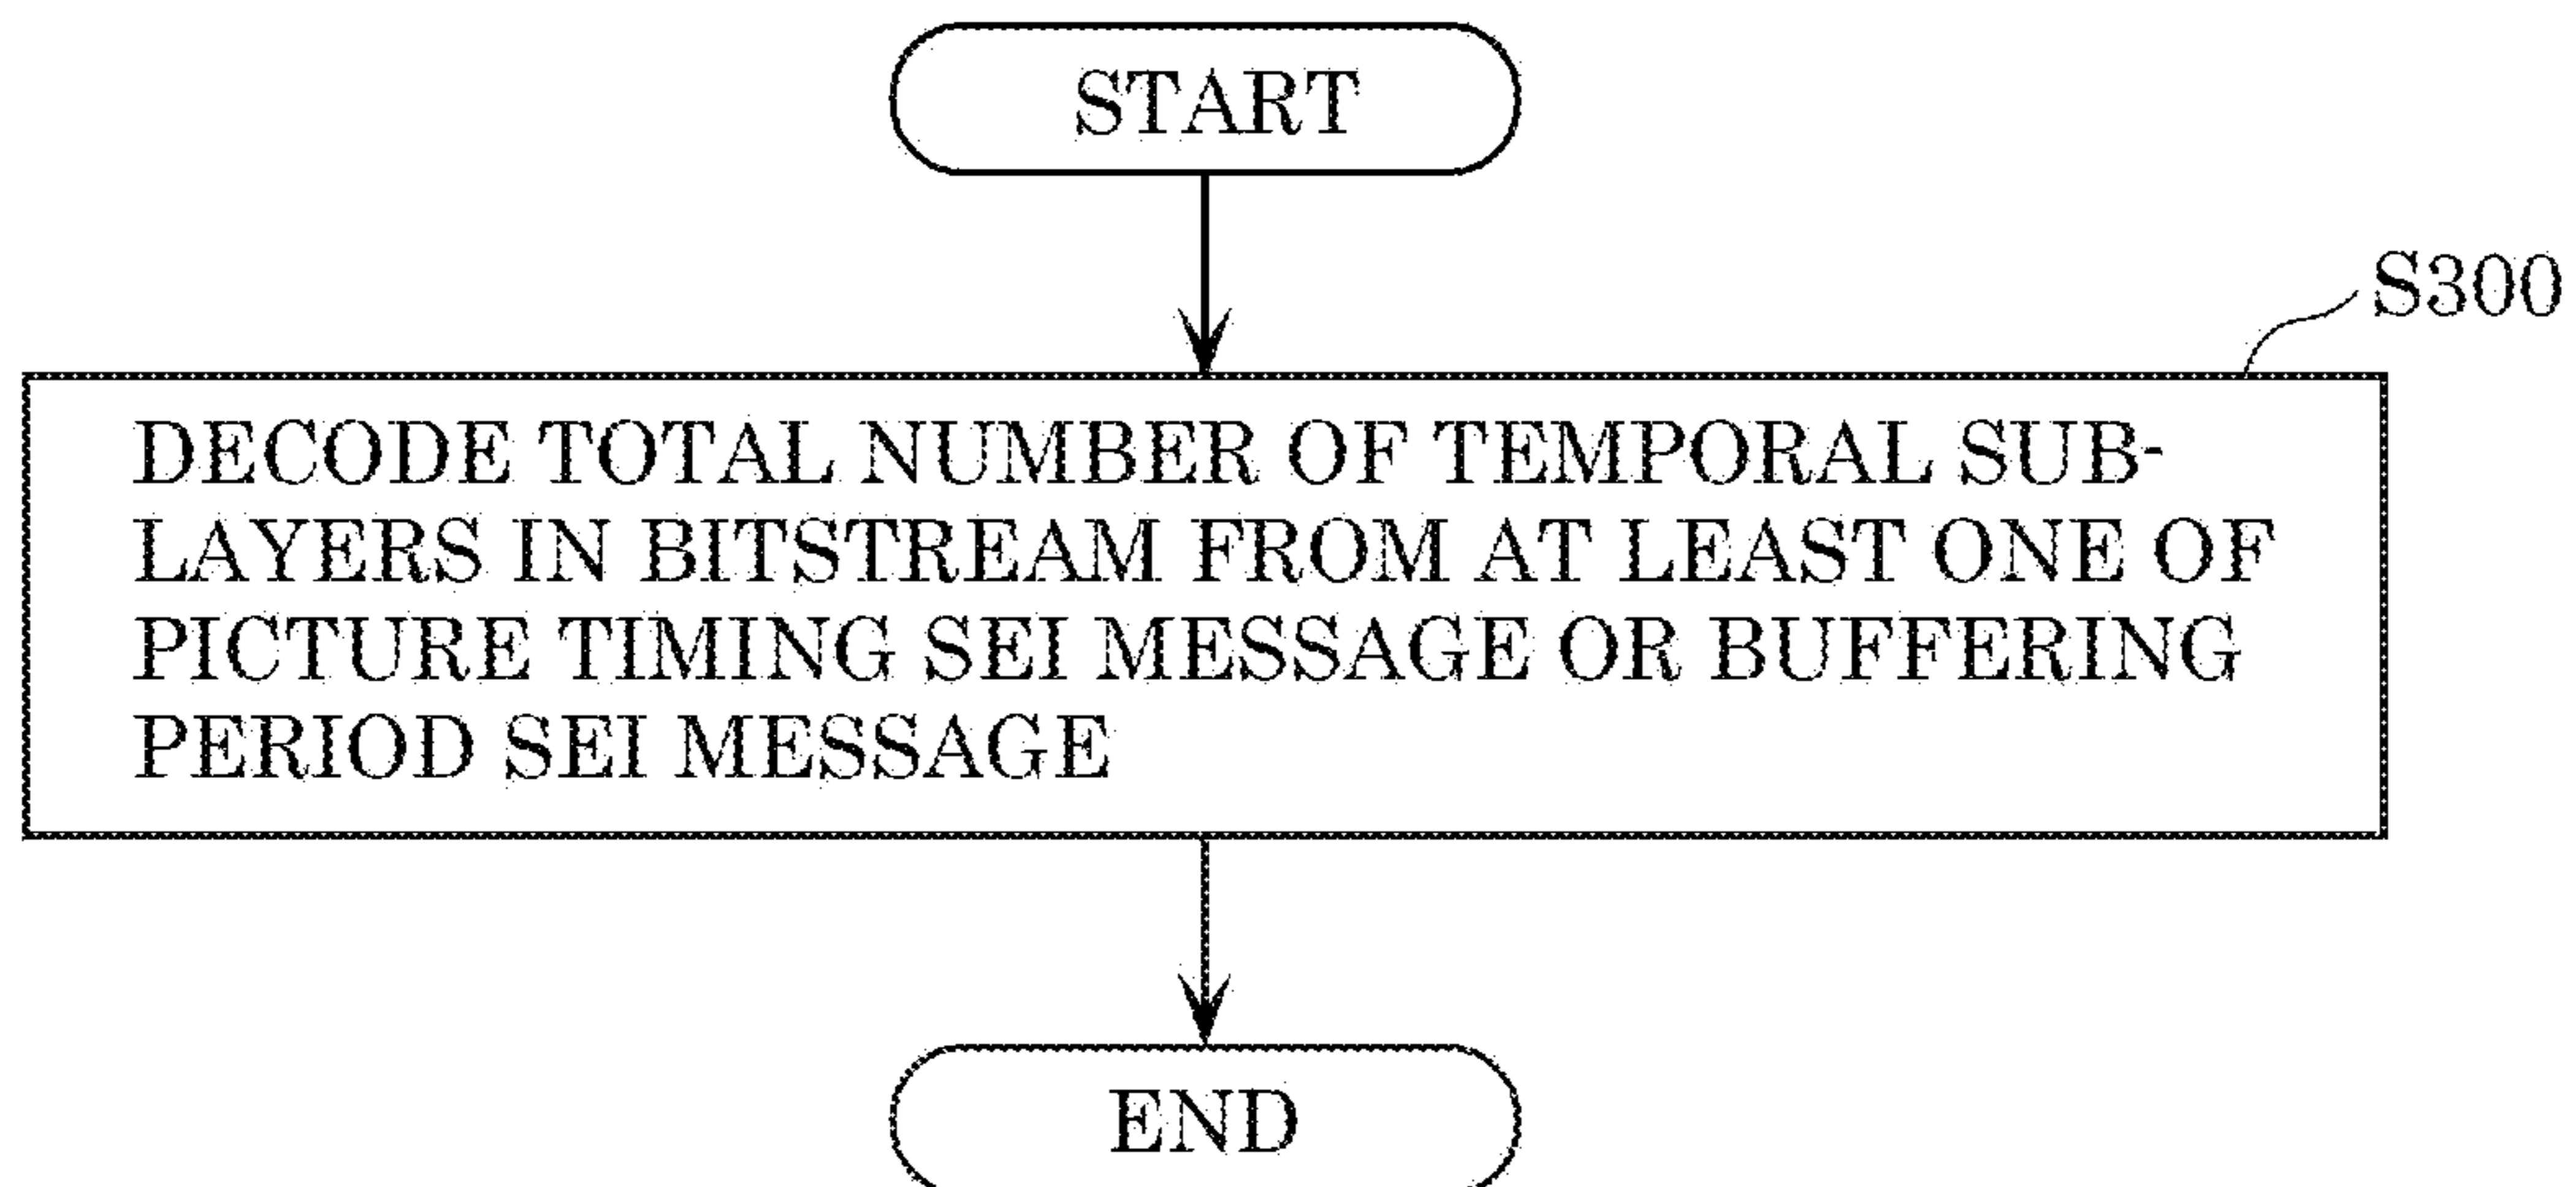 START
S300
DECODE TOTAL NUMBER OF TEMPORAL SUB-
LAYERS IN BITSTREAM FROM AT LEAST ONE OF
PICTURE TIMING SEI MESSAGE OR BUFFERING
PERIOD SEI MESSAGE
END